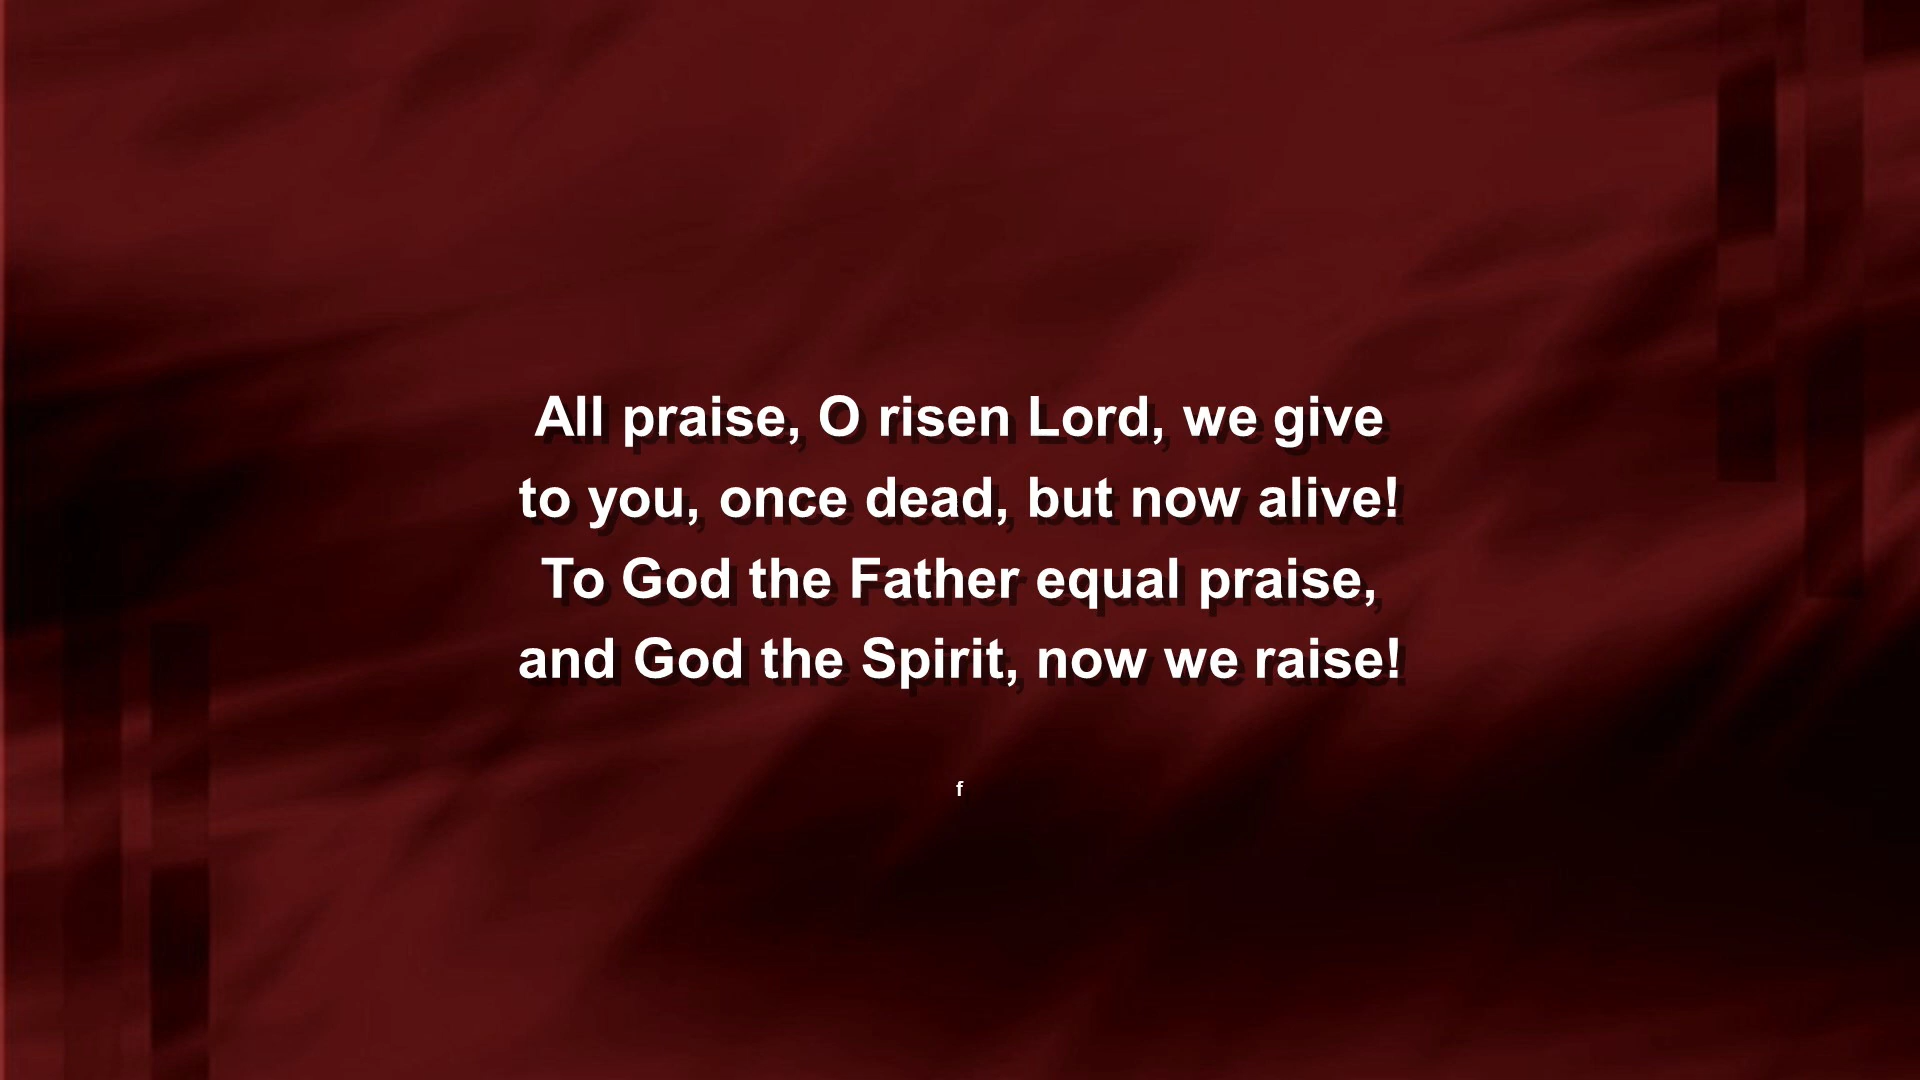 All praise, O risen Lord, we give
to you, once dead, but now alive!
To God the Father equal praise,
and God the Spirit, now we raise!
f